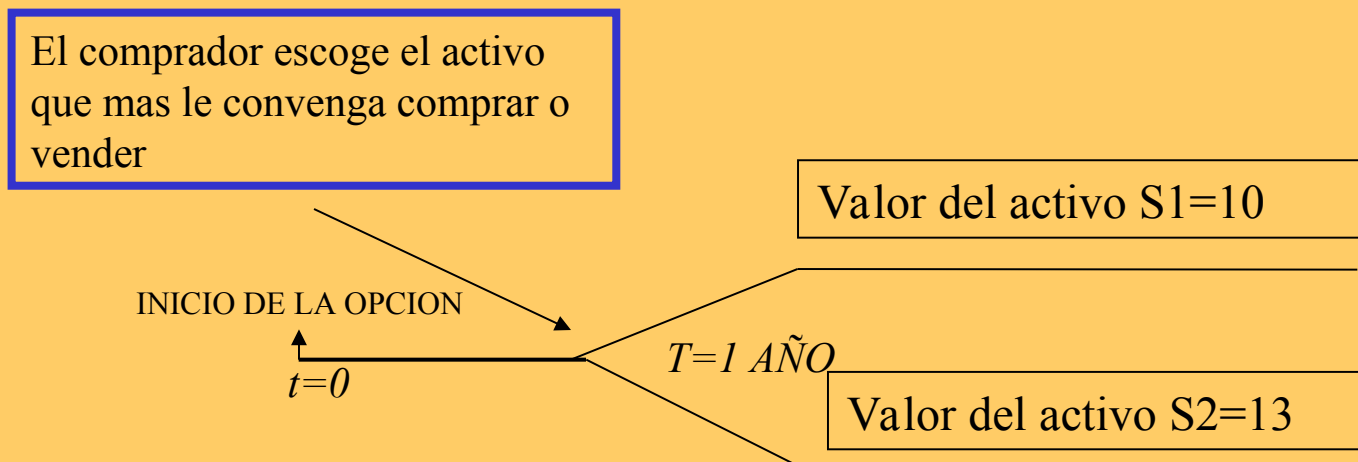 El comprador escoge el activo
que mas le convenga comprar o
vender
Valor del activo S1=10
INICIO DE LA OPCION
T=1 AÑO
t=0
Valor del activo S2=13